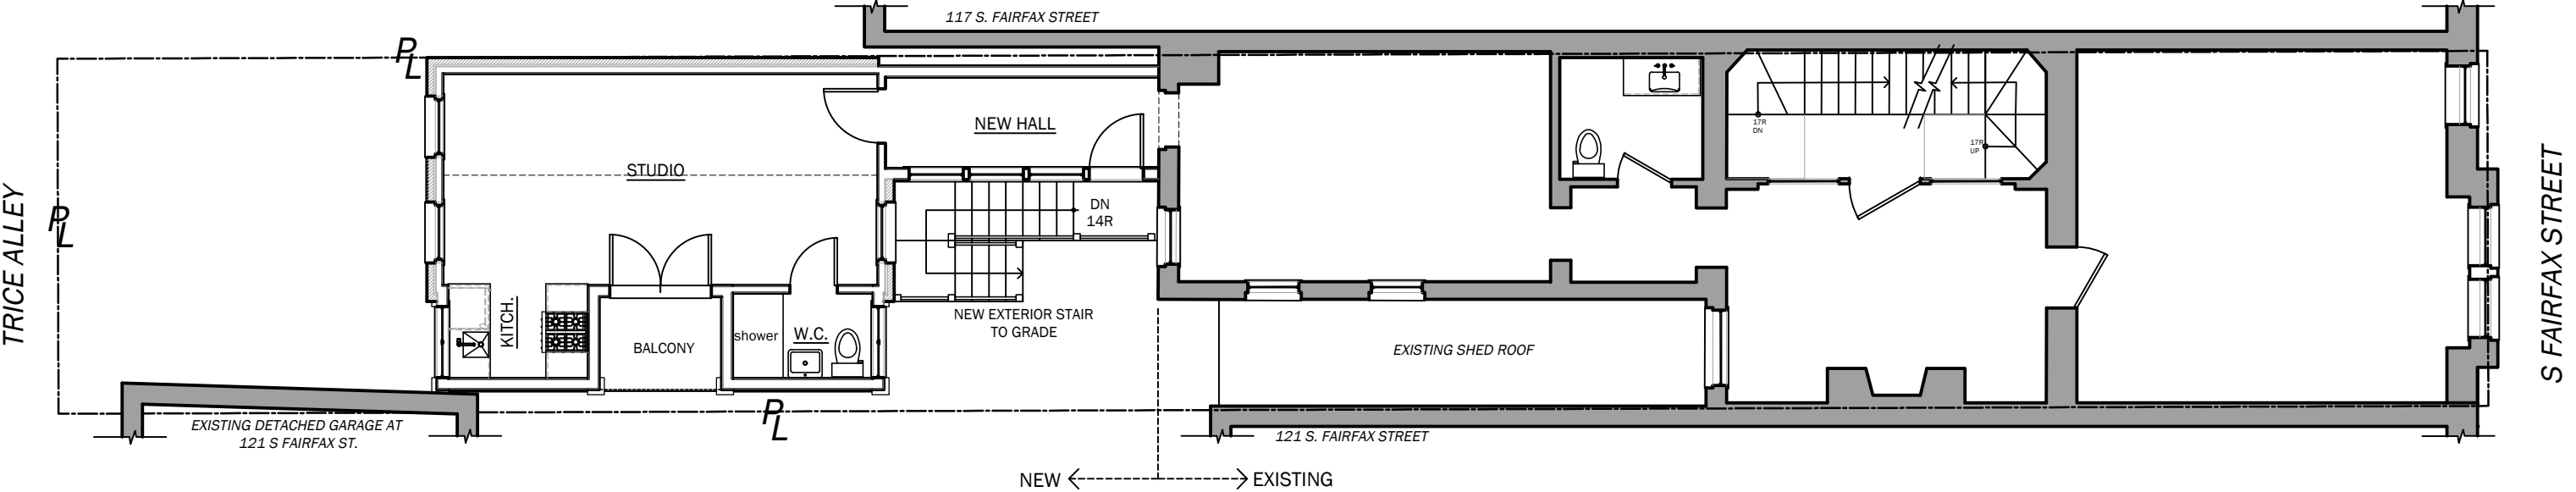 117 S. FAIRFAX STREET
PL
TRICE ALLEY
PL
STUDIO
NEW HALL
DN
14R
17R
DN
17R
UP
S FAIRFAX STREET
KITCH.
BALCONY
shower
W.C.
NEW EXTERIOR STAIR
TO GRADE
EXISTING SHED ROOF
PL
EXISTING DETACHED GARAGE AT
121 S FAIRFAX ST.
121 S. FAIRFAX STREET
NEW
EXISTING